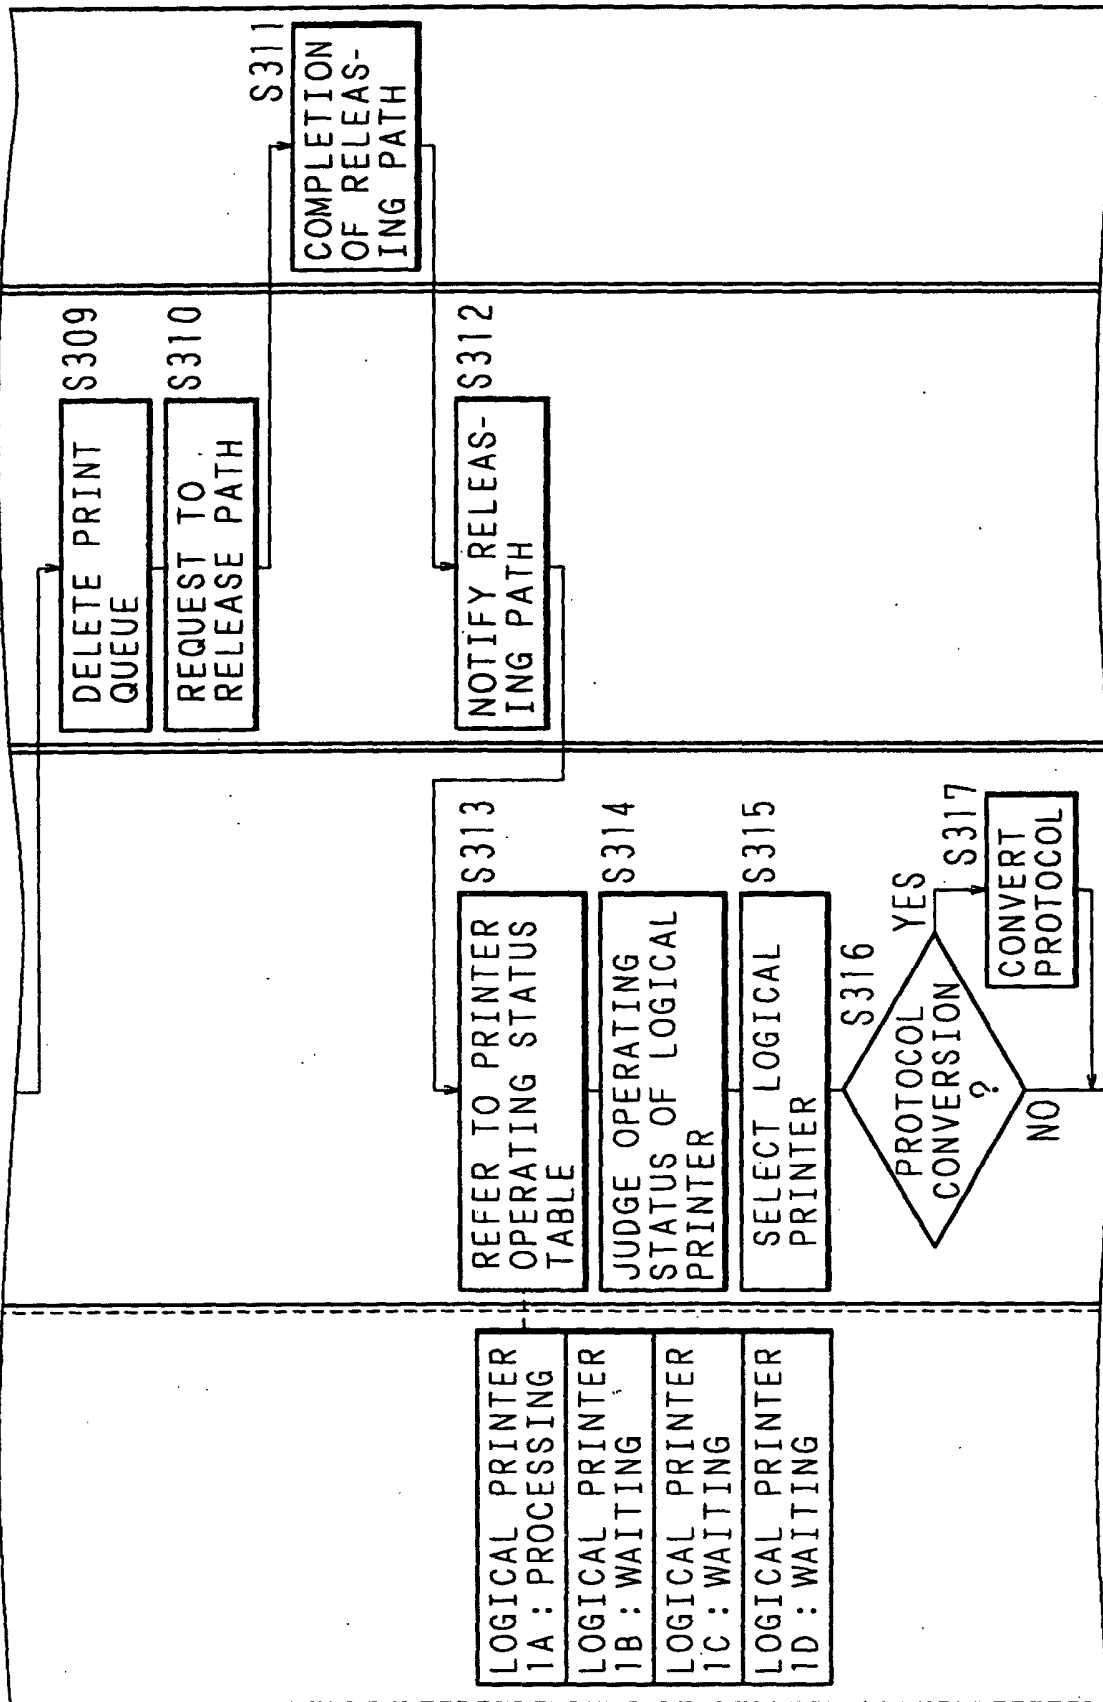 DELETE PRINT
QUEUE
S309
REQUEST TO
RELEASE PATH
S310
S311
COMPLETION
OF RELEAS-
ING PATH
NOTIFY RELEAS-
ING PATH
S312
REFER TO PRINTER
OPERATING STATUS
TABLE
S313
JUDGE OPERATING
STATUS OF LOGICAL
PRINTER
S314
SELECT LOGICAL
PRINTER
S315
S316
PROTOCOL
CONVERSION
?
YES
NO
S317
CONVERT
PROTOCOL
LOGICAL PRINTER
1A : PROCESSING
LOGICAL PRINTER
1B : WAITING
LOGICAL PRINTER
1C : WAITING
LOGICAL PRINTER
1D : WAITING